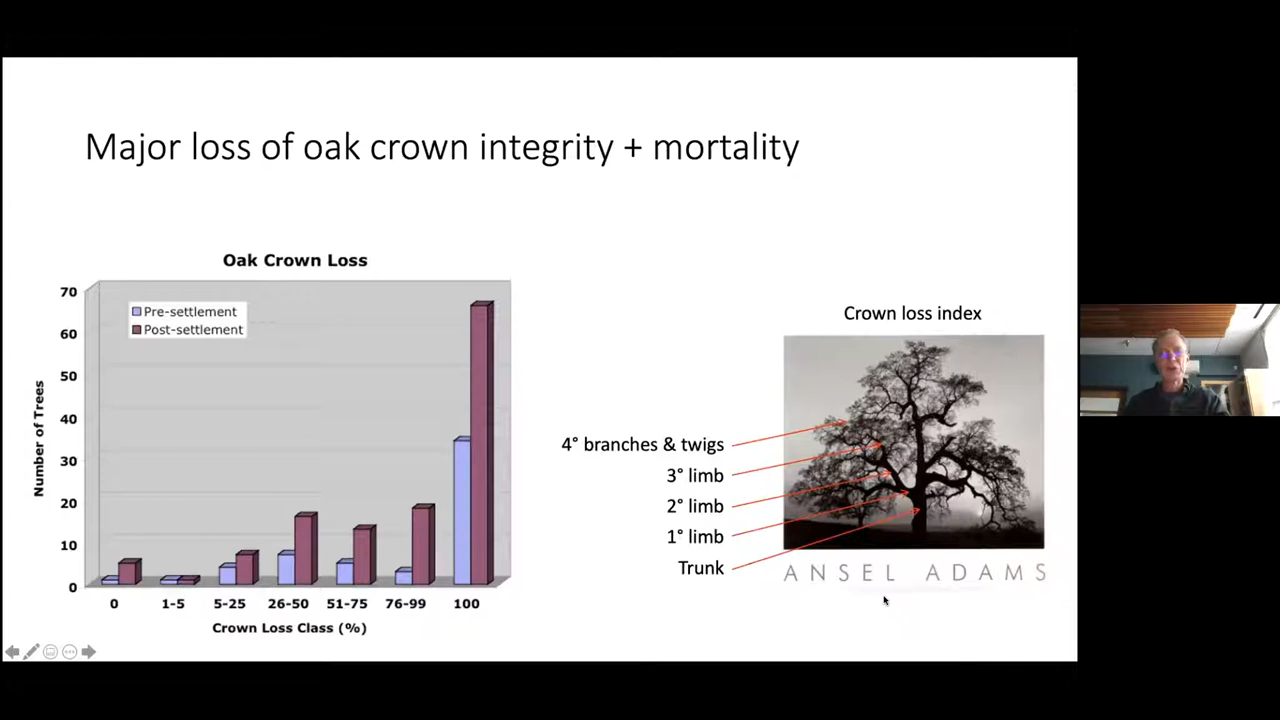 Major loss of oak crown integrity + mortality
Oak Crown Loss
Pre-settlement
Post-settlement
Number of Trees
70
60
50
40
30
20
10
0
0 1-5 5-25 26-50 51-75 76-99 100
Crown Loss Class (%)
Crown loss index
4° branches & twigs
3° limb
2° limb
1° limb
Trunk
ANSEL ADAMS